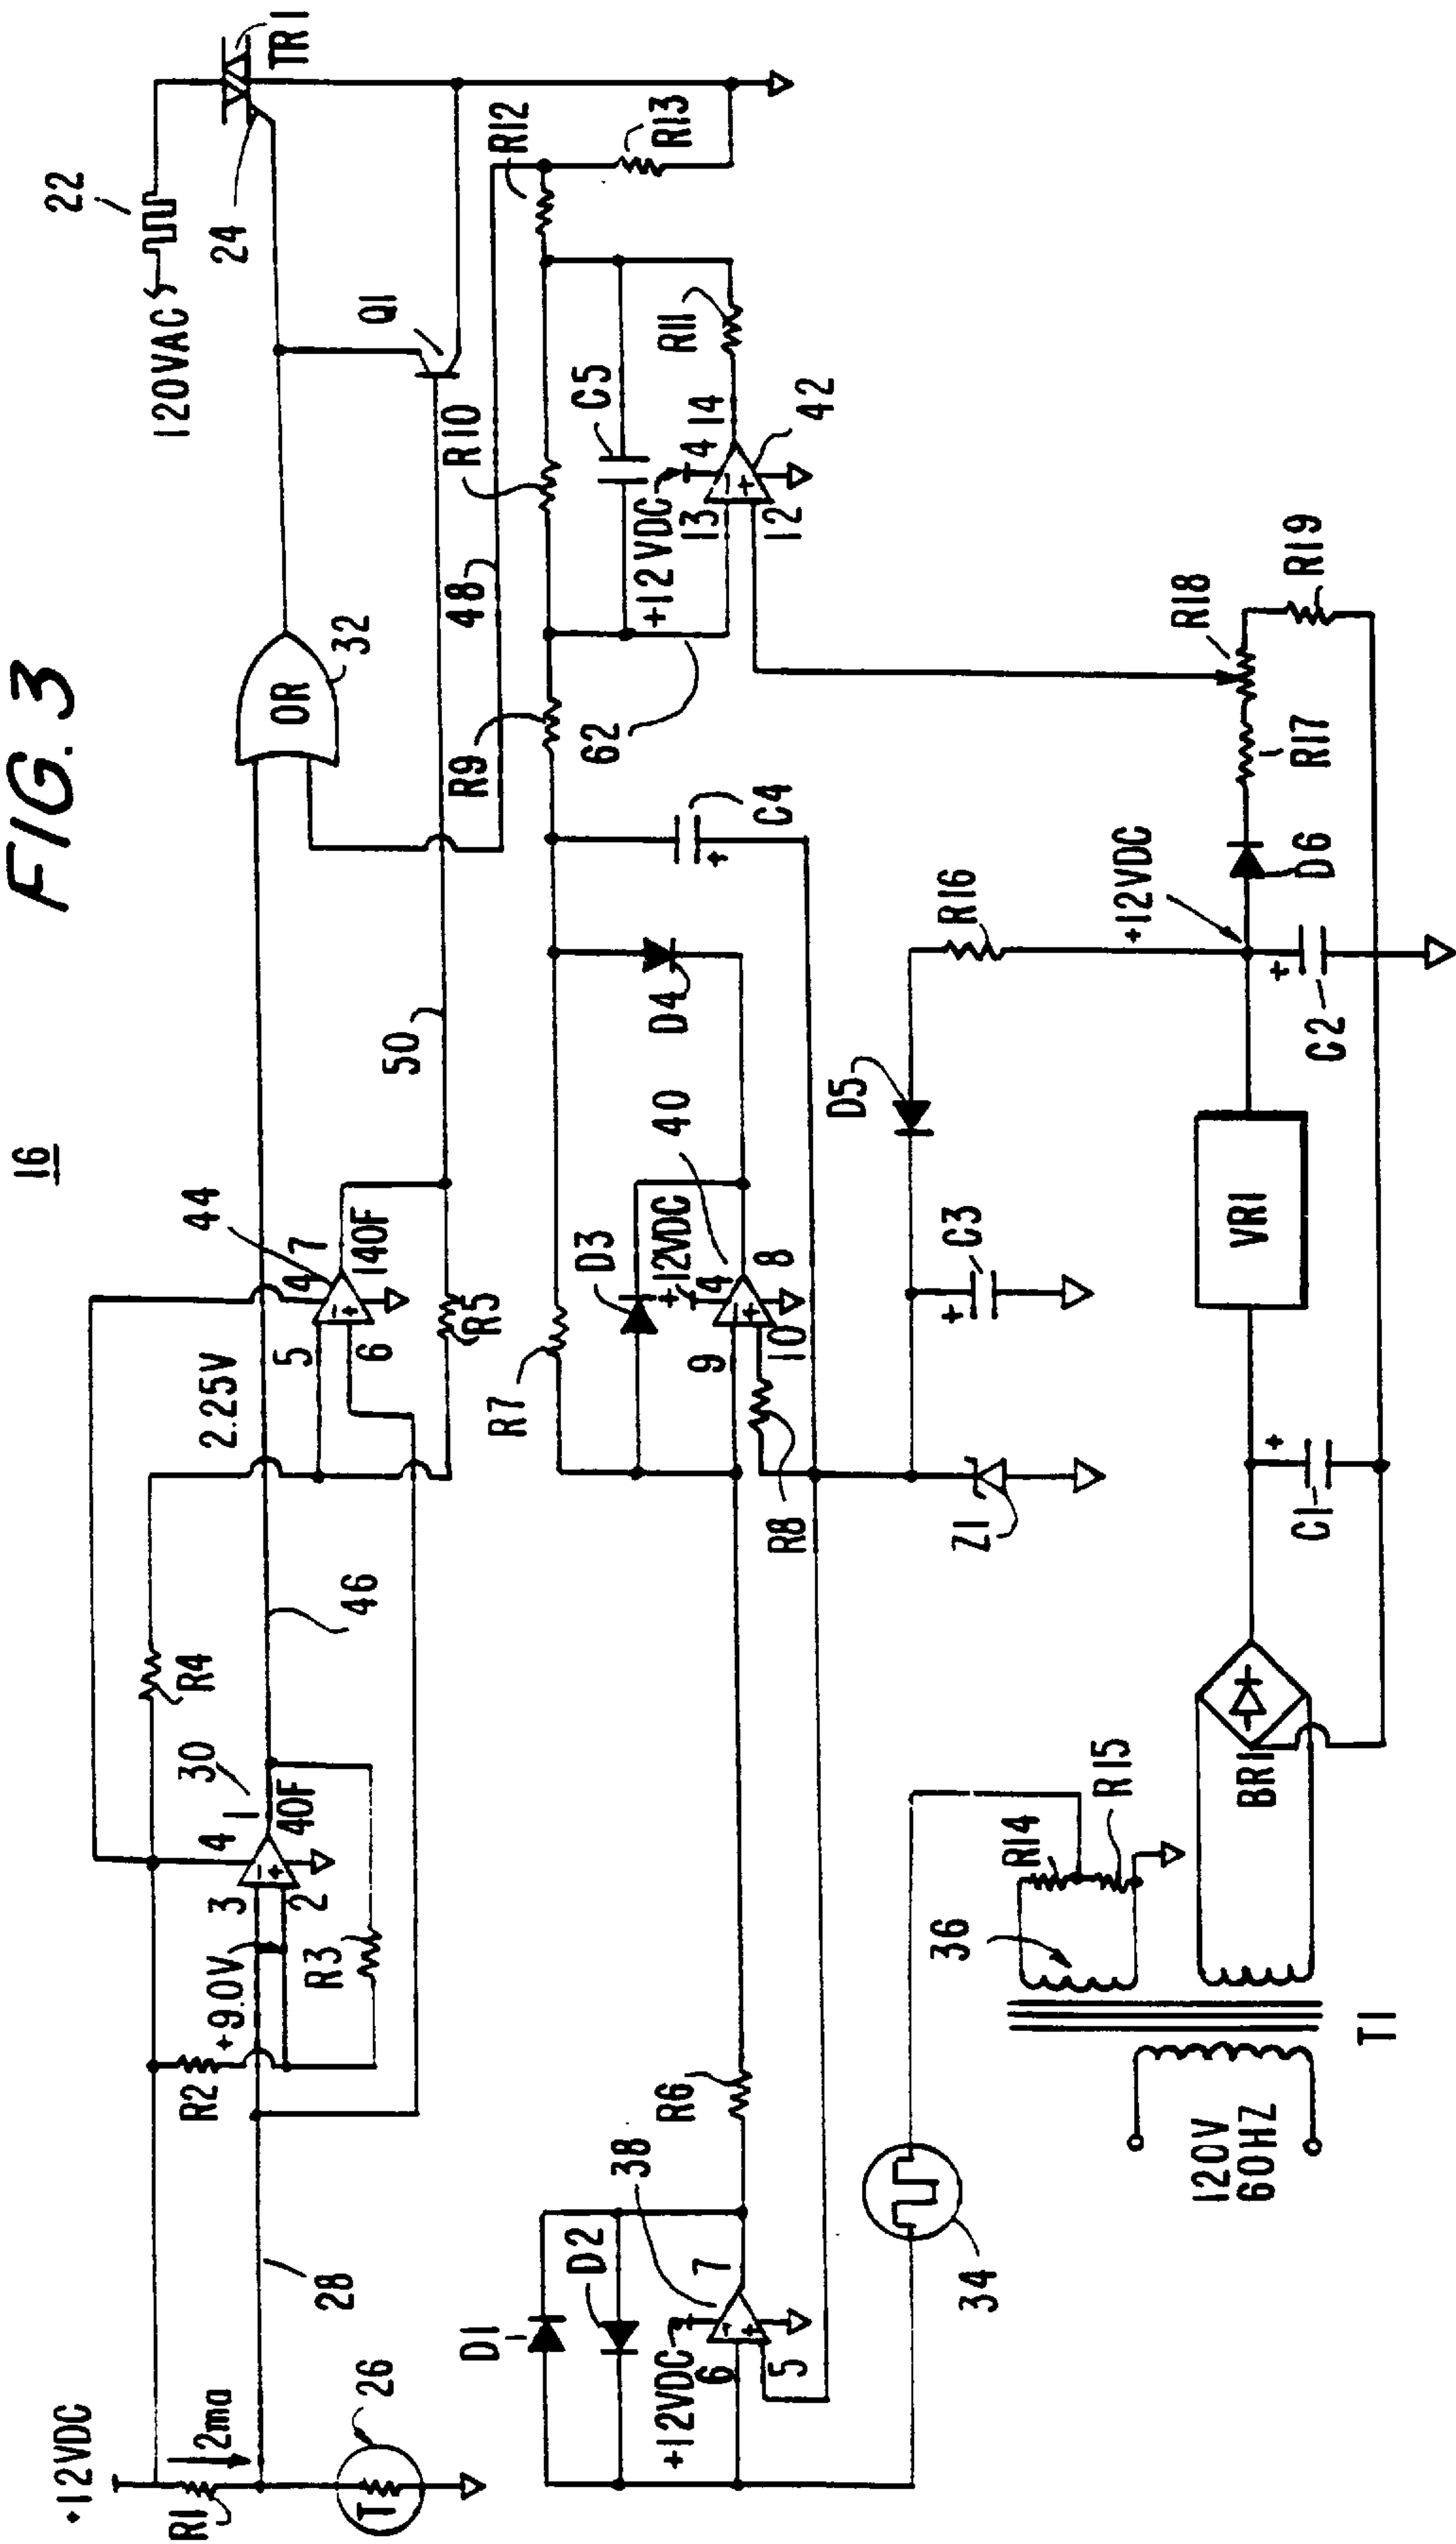 FIG. 3
16
+12VDC
R1
2ma
T
26
28
R2
+9.0V
3
2
4
1
30
40F
R3
R4
46
2.25V
5
6
4
7
44
140F
R5
50
OR
32
120VAC
22
24
TR1
Q1
48
D1
D2
+12VDC
6
5
7
38
R6
R7
D3
+12VDC
9
10
4
8
40
R8
D4
C4
R9
62
R10
C5
+12VDC
13
12
4
14
42
R11
R12
R13
34
Z1
C3
D5
R16
+12VDC
36
R14
R15
120V
60HZ
T1
BR1
C1
VR1
C2
D6
R17
R18
R19